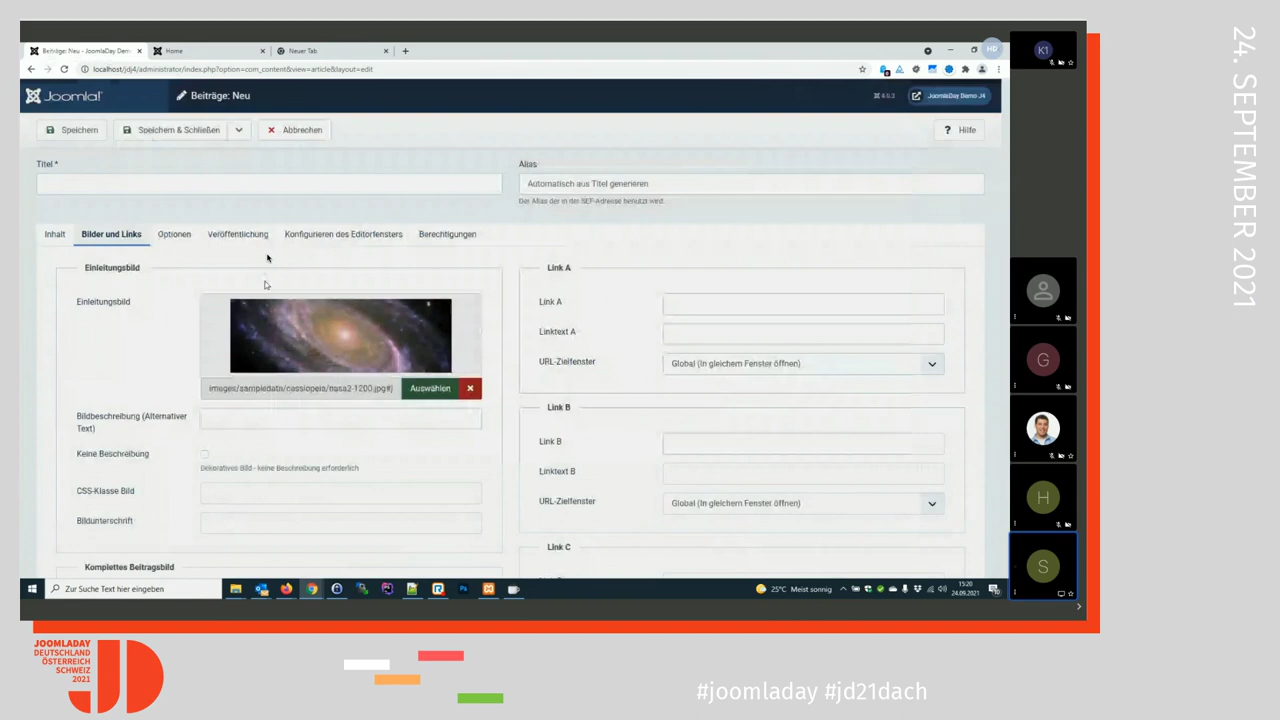 Beiträge: Neu - JoomlaDay Dem
Home
Neuer Tab
HD
K1
localhost/jdj4/administrator/index.php?option=com_content&view=article&layout=edit
Joomla!
Beiträge: Neu
4.0.3
JoomlaDay Demo J4
Speichern
Speichern & Schließen
Abbrechen
Hilfe
Titel *
Alias
Automatisch aus Titel generieren
Der Alias der in der SEF-Adresse benutzt wird.
Inhalt
Bilder und Links
Optionen
Veröffentlichung
Konfigurieren des Editorfensters
Berechtigungen
Einleitungsbild
Einleitungsbild
images/sampledata/cassiopeia/nasa2-1200.jpg#j
Auswählen
Bildbeschreibung (Alternativer
Text)
Keine Beschreibung
Dekoratives Bild - keine Beschreibung erforderlich
CSS-Klasse Bild
Bildunterschrift
Komplettes Beitragsbild
Link A
Link A
Linktext A
URL-Zielfenster
Global (In gleichem Fenster öffnen)
Link B
Link B
Linktext B
URL-Zielfenster
Global (In gleichem Fenster öffnen)
Link C
G
H
S
Zur Suche Text hier eingeben
25°C Meist sonnig
15:20
24.09.2021
24. SEPTEMBER 2021
JOOMLADAY
DEUTSCHLAND
ÖSTERREICH
SCHWEIZ
2021
#joomladay #jd21dach